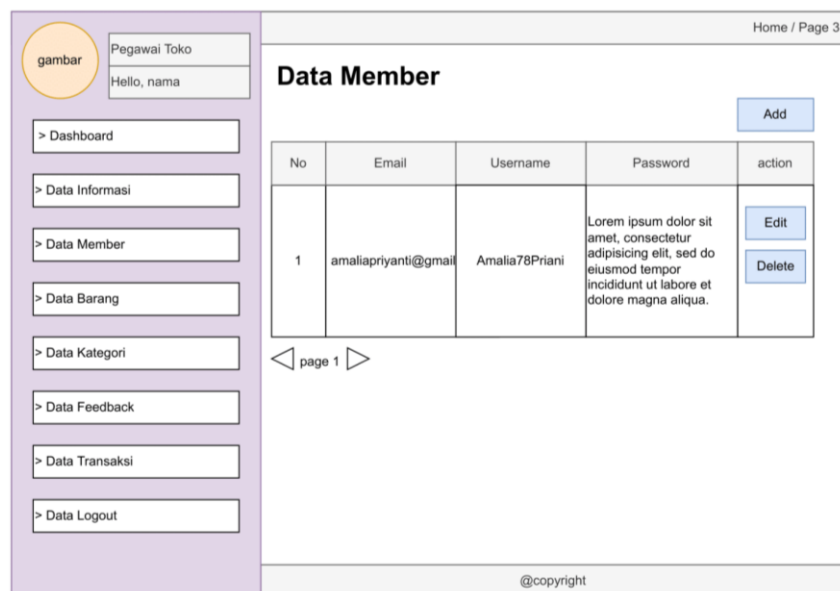 gambar
Pegawai Toko
Hello, nama
> Dashboard
> Data Informasi
> Data Member
> Data Barang
> Data Kategori
> Data Feedback
> Data Transaksi
> Data Logout
Home / Page 3
Data Member
Add
No Email Username Password action
1 amaliapriyanti@gmail Amalia78Priani
Lorem ipsum dolor sit
amet, consectetur
adipisicing elit, sed do
eiusmod tempor
incididunt ut labore et
dolore magna aliqua.
Edit
Delete
page 1
@copyright